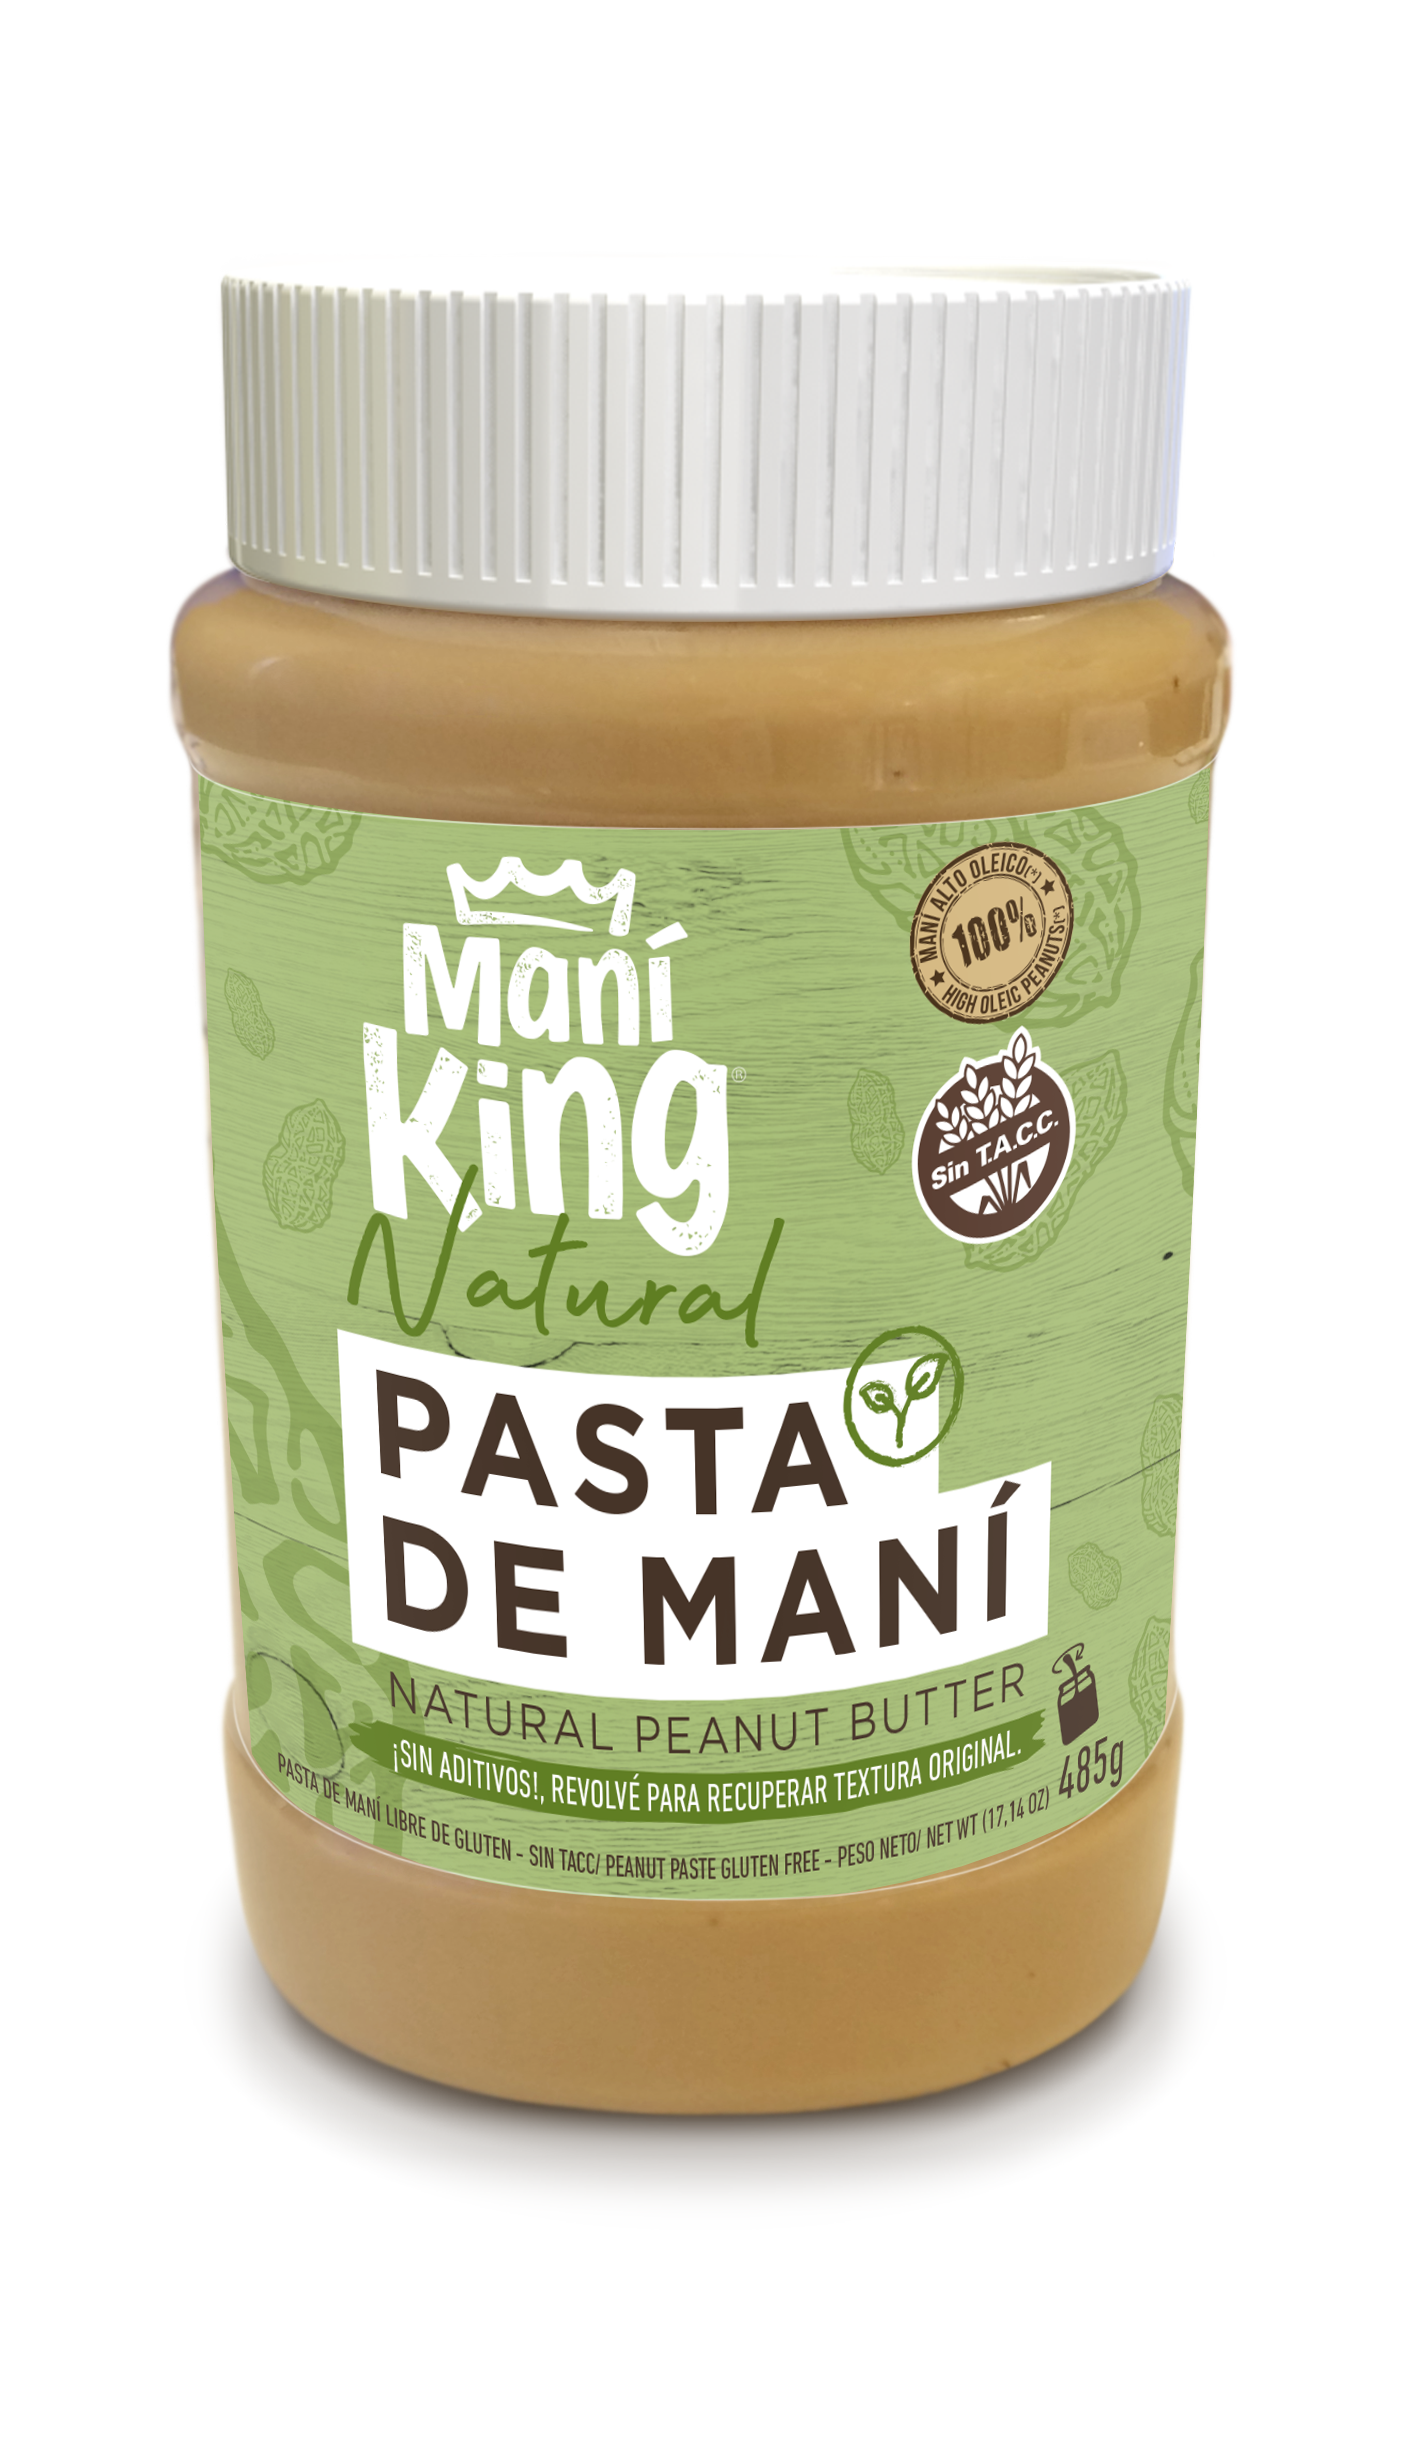 Maní
King®
Natural
MANÍ ALTO OLEICO(*)
100%
HIGH OLEIC PEANUTS(*)
Sin T.A.C.C.
PASTA
DE MANÍ
NATURAL PEANUT BUTTER
¡SIN ADITIVOS!, REVOLVÉ PARA RECUPERAR TEXTURA ORIGINAL.
PASTA DE MANÍ LIBRE DE GLUTEN - SIN TACC/ PEANUT PASTE GLUTEN FREE - PESO NETO/ NET WT (17,14 OZ) 485g